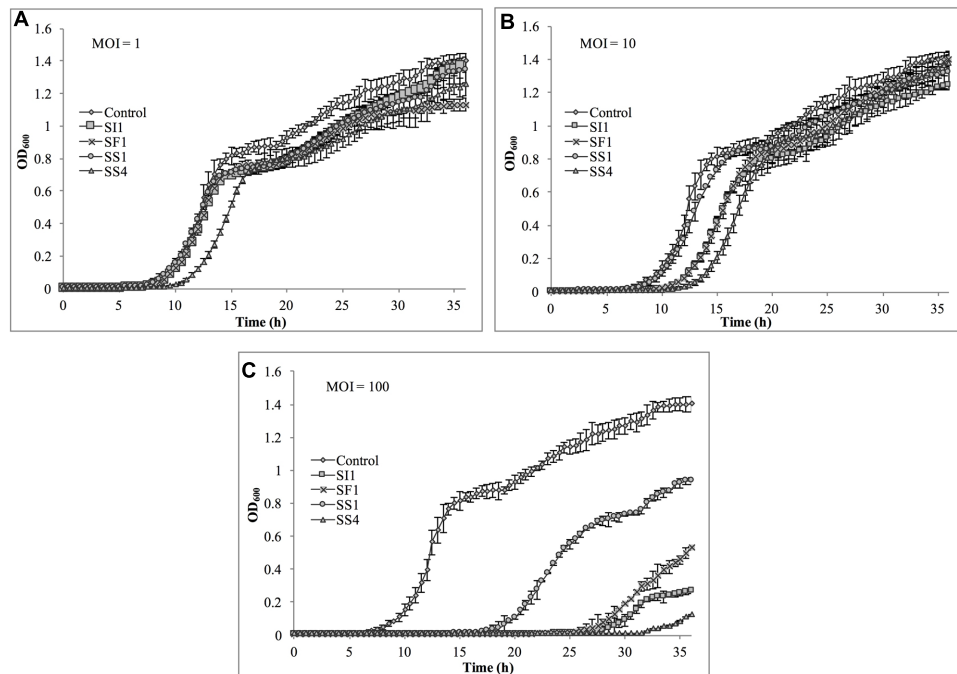 A
MOI = 1
1.6
1.4
1.2
1
0.8
0.6
0.4
0.2
0
OD600
Control
SI1
SF1
SS1
SS4
0 5 10 15 20 25 30 35
Time (h)
B
MOI = 10
1.6
1.4
1.2
1
0.8
0.6
0.4
0.2
0
OD600
Control
SI1
SF1
SS1
SS4
0 5 10 15 20 25 30 35
Time (h)
C
MOI = 100
1.6
1.4
1.2
1
0.8
0.6
0.4
0.2
0
OD600
Control
SI1
SF1
SS1
SS4
0 5 10 15 20 25 30 35
Time (h)